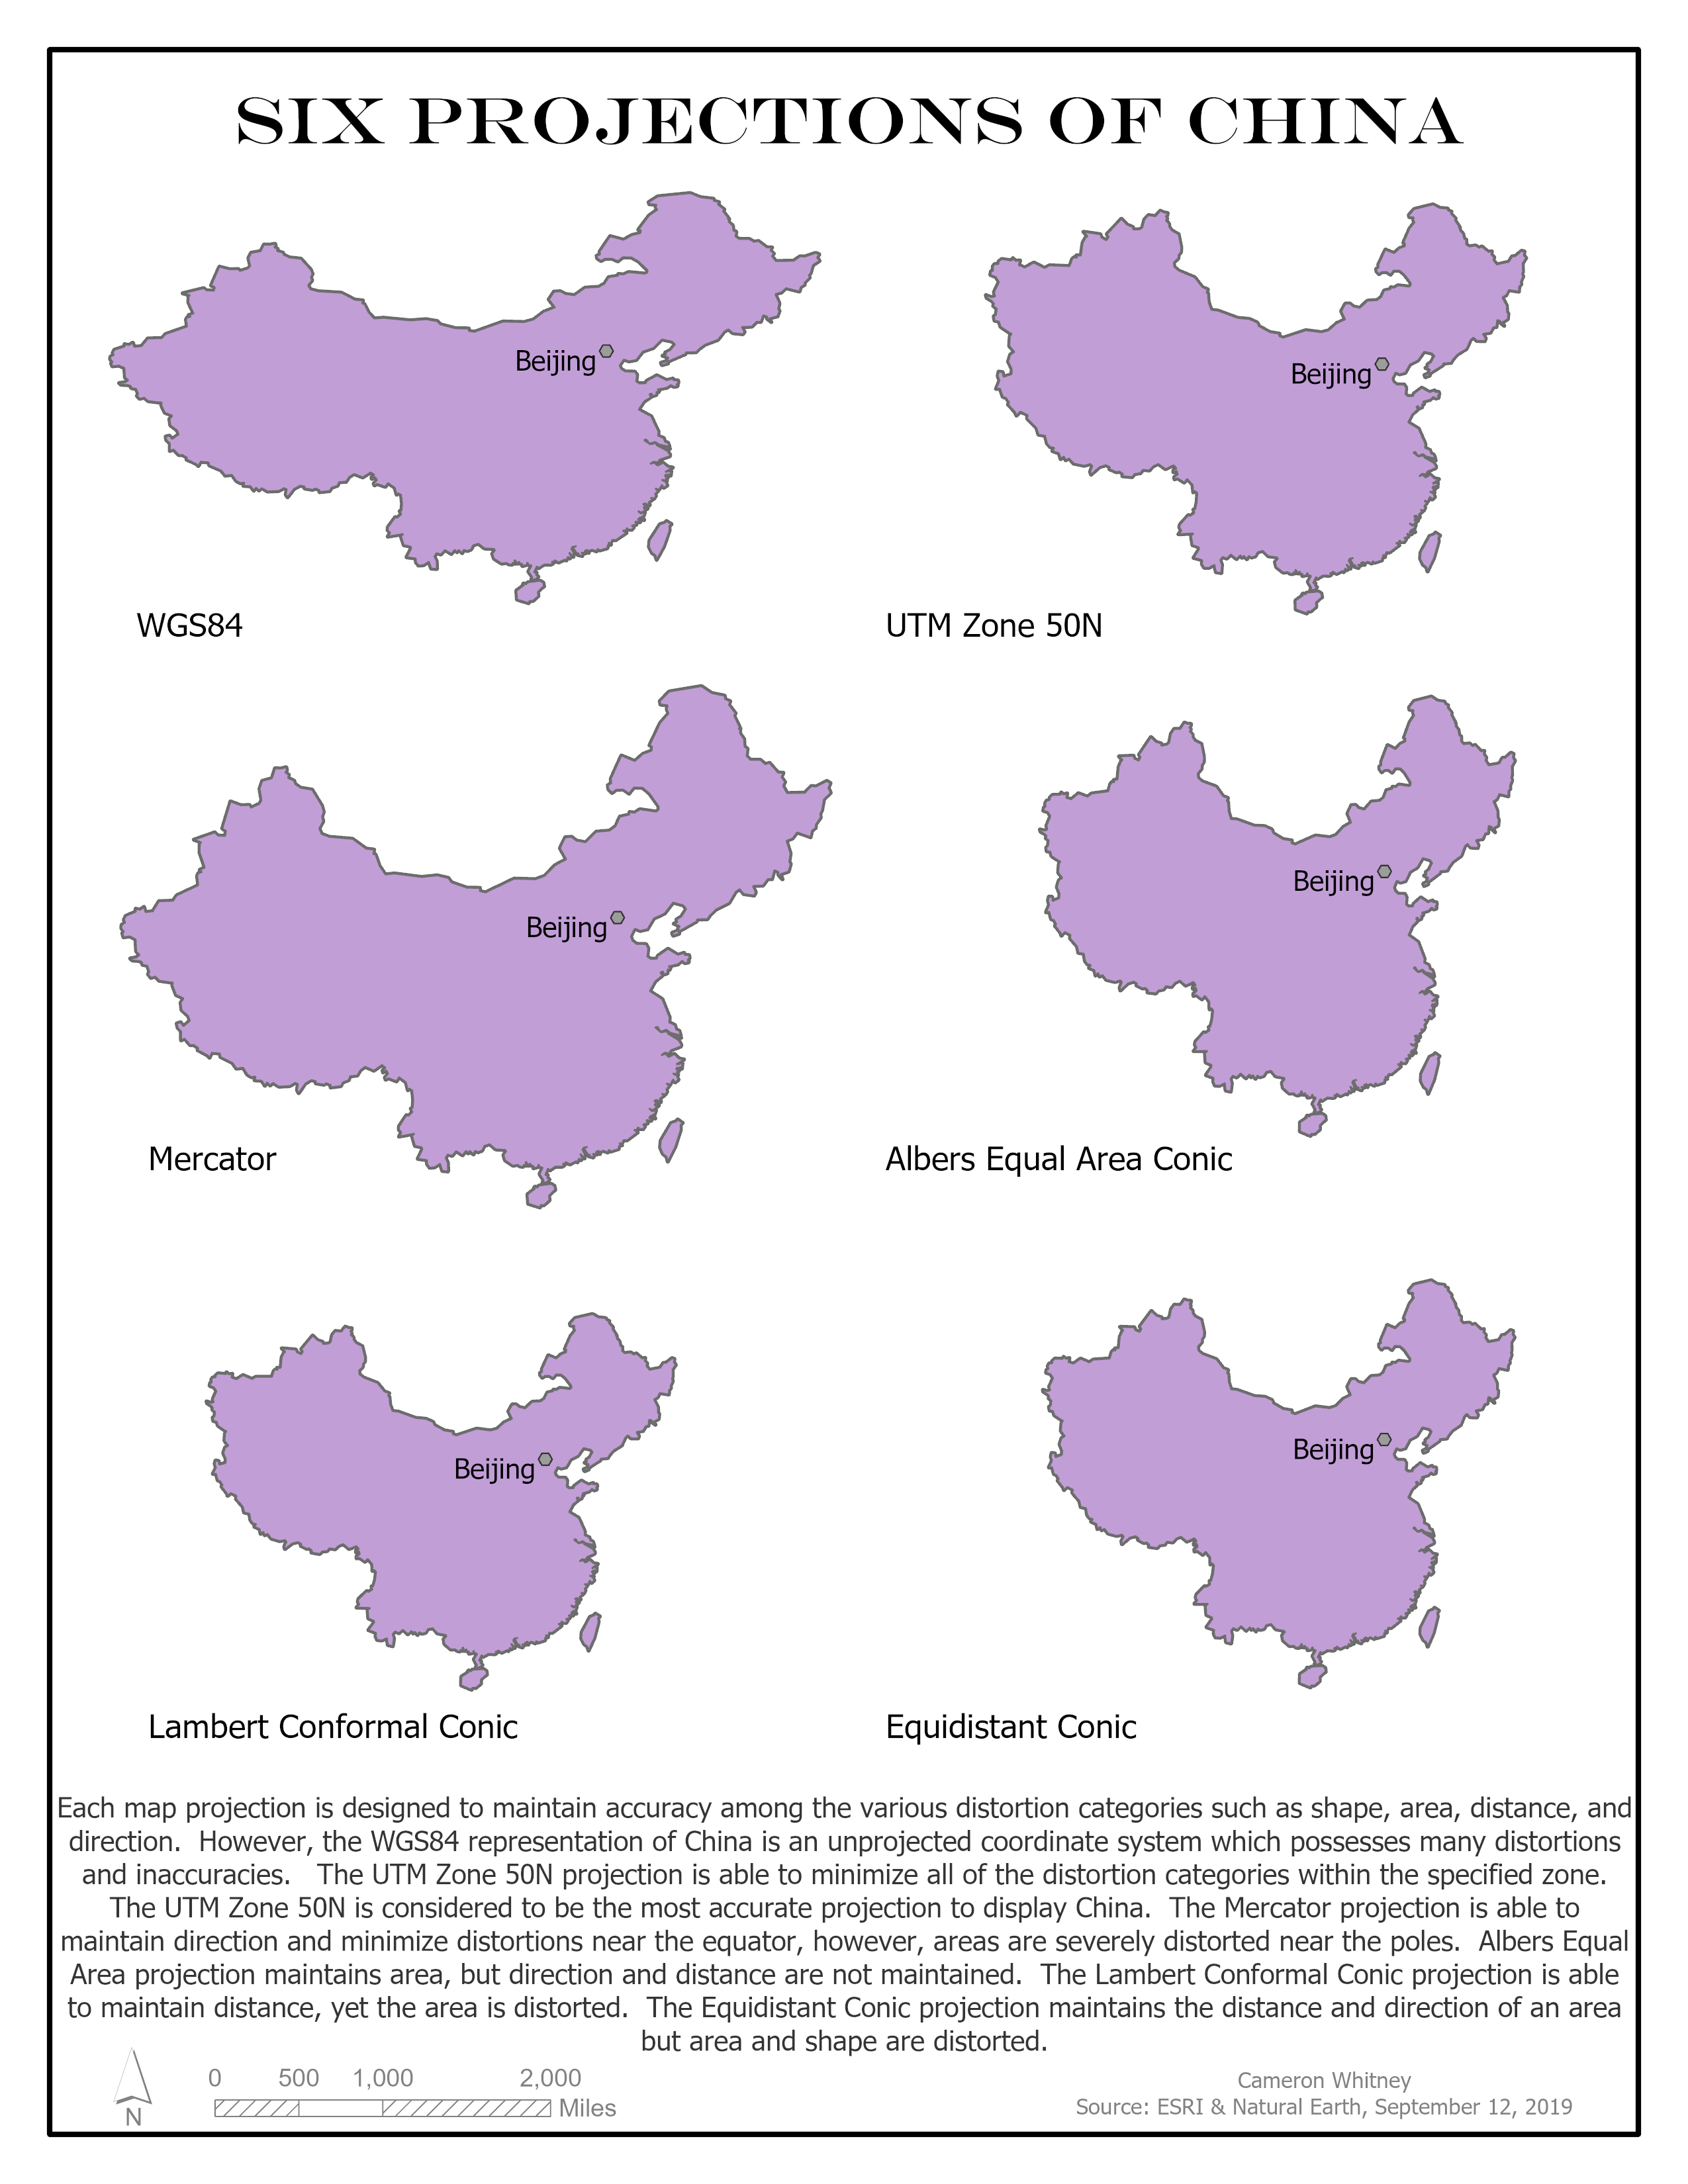 SIX PROJECTIONS OF CHINA
Beijing
WGS84
Beijing
UTM Zone 50N
Beijing
Mercator
Beijing
Albers Equal Area Conic
Beijing
Lambert Conformal Conic
Beijing
Equidistant Conic
Each map projection is designed to maintain accuracy among the various distortion categories such as shape, area, distance, and
direction.  However, the WGS84 representation of China is an unprojected coordinate system which possesses many distortions
and inaccuracies.   The UTM Zone 50N projection is able to minimize all of the distortion categories within the specified zone.
The UTM Zone 50N is considered to be the most accurate projection to display China.  The Mercator projection is able to
maintain direction and minimize distortions near the equator, however, areas are severely distorted near the poles.  Albers Equal
Area projection maintains area, but direction and distance are not maintained.  The Lambert Conformal Conic projection is able
to maintain distance, yet the area is distorted.  The Equidistant Conic projection maintains the distance and direction of an area
but area and shape are distorted.
N
0 500 1,000 2,000
Miles
Cameron Whitney
Source: ESRI & Natural Earth, September 12, 2019